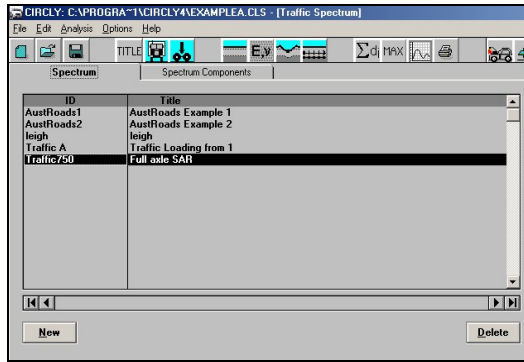 CIRCLY: C:\PROGRA~1\CIRCLY4\EXAMPLEA.CLS - [Traffic Spectrum]
File Edit Analysis Options Help
TITLE E,ν Σdi MAX
Spectrum Spectrum Components
ID Title
AustRoads1 AustRoads Example 1
AustRoads2 AustRoads Example 2
leigh leigh
Traffic A Traffic Loading from 1
Traffic750 Full axle SAR
New Delete